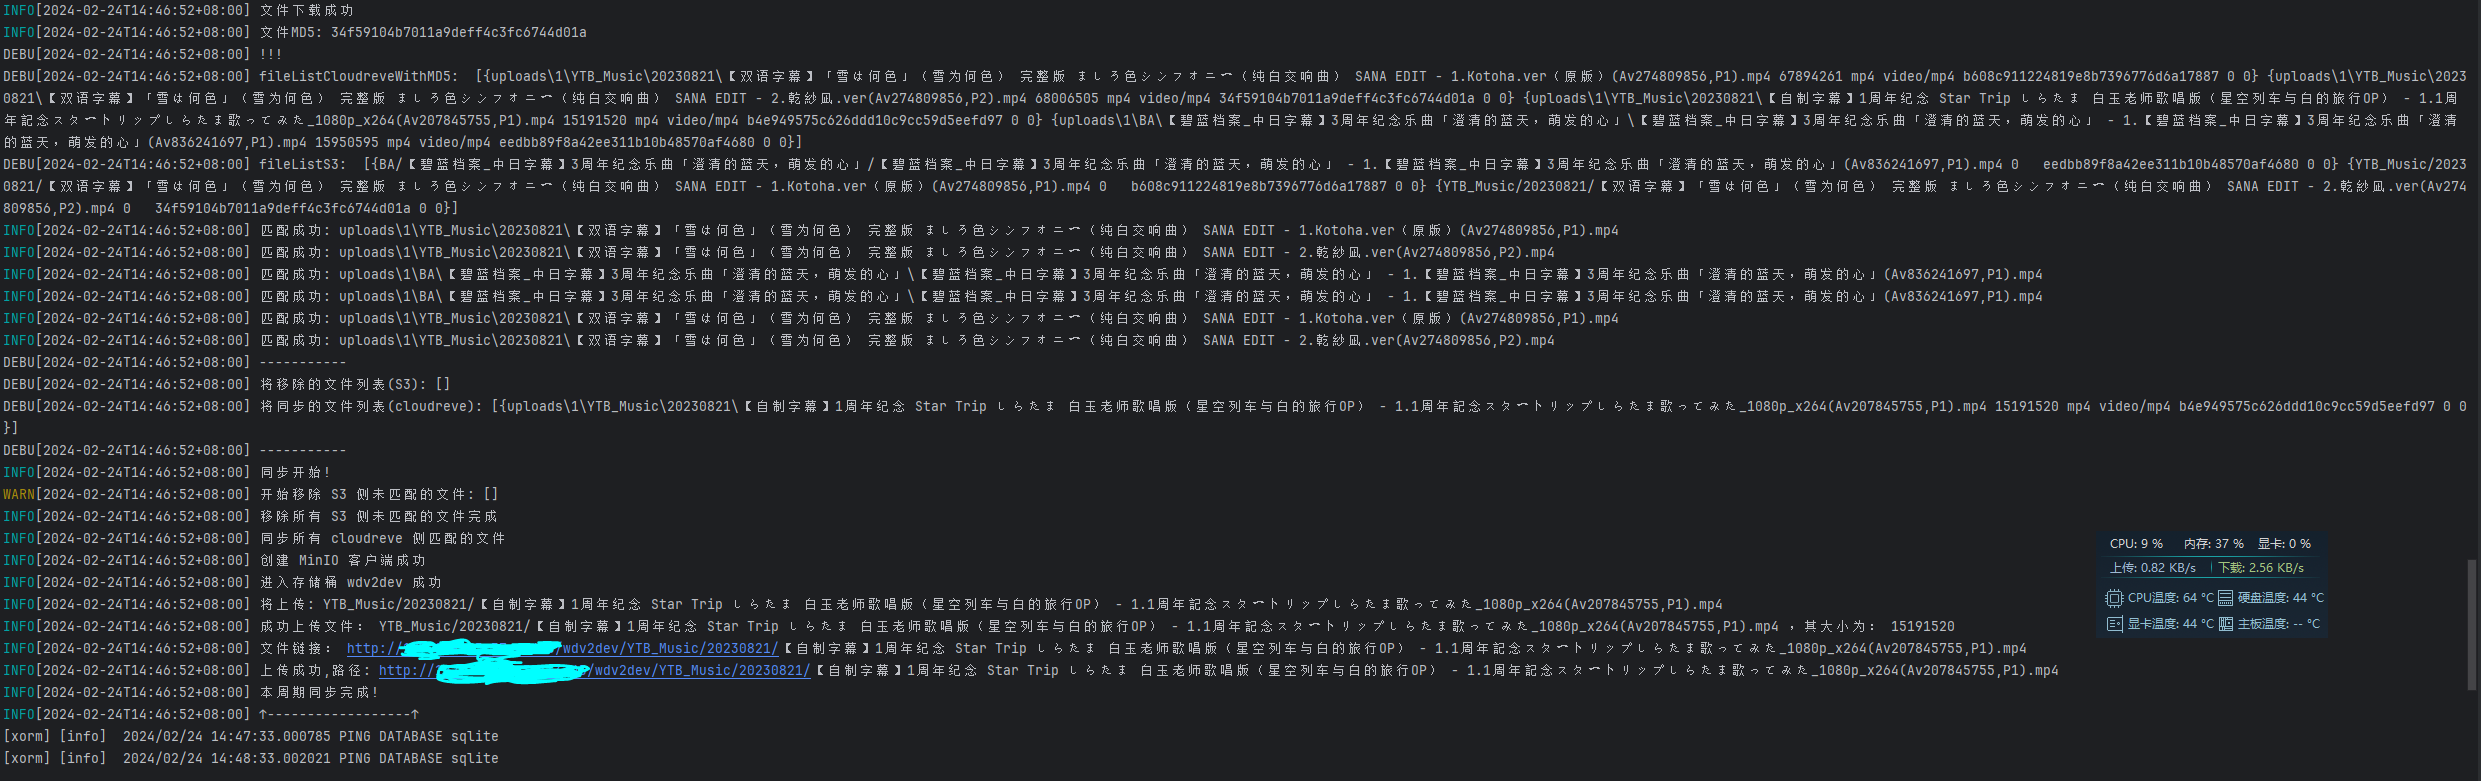 INFO[2024-02-24T14:46:52+08:00] 文件下载成功
INFO[2024-02-24T14:46:52+08:00] 文件MD5: 34f59104b7011a9deff4c3fc6744d01a
DEBU[2024-02-24T14:46:52+08:00] !!!
DEBU[2024-02-24T14:46:52+08:00] fileListCloudreveWithMD5:  [{uploads\1\YTB_Music\20230821\【双语字幕】「雪は何色」（雪为何色） 完整版 ましろ色シンフォニー（纯白交响曲） SANA EDIT - 1.Kotoha.ver（原版）(Av274809856,P1).mp4 67894261 mp4 video/mp4 b608c911224819e8b7396776d6a17887 0 0} {uploads\1\YTB_Music\2023
0821\【双语字幕】「雪は何色」（雪为何色） 完整版 ましろ色シンフォニー（纯白交响曲） SANA EDIT - 2.乾紗凪.ver(Av274809856,P2).mp4 68006505 mp4 video/mp4 34f59104b7011a9deff4c3fc6744d01a 0 0} {uploads\1\YTB_Music\20230821\【自制字幕】1周年纪念 Star Trip しらたま 白玉老师歌唱版（星空列车与白的旅行OP） - 1.1周
年記念スタートリップしらたま歌ってみた_1080p_x264(Av207845755,P1).mp4 15191520 mp4 video/mp4 b4e949575c626ddd10c9cc59d5eefd97 0 0} {uploads\1\BA\【碧蓝档案_中日字幕】3周年纪念乐曲「澄清的蓝天，萌发的心」\【碧蓝档案_中日字幕】3周年纪念乐曲「澄清的蓝天，萌发的心」 - 1.【碧蓝档案_中日字幕】3周年纪念乐曲「澄清
的蓝天，萌发的心」(Av836241697,P1).mp4 15950595 mp4 video/mp4 eedbb89f8a42ee311b10b48570af4680 0 0}]
DEBU[2024-02-24T14:46:52+08:00] fileListS3:  [{BA/【碧蓝档案_中日字幕】3周年纪念乐曲「澄清的蓝天，萌发的心」/【碧蓝档案_中日字幕】3周年纪念乐曲「澄清的蓝天，萌发的心」 - 1.【碧蓝档案_中日字幕】3周年纪念乐曲「澄清的蓝天，萌发的心」(Av836241697,P1).mp4 0   eedbb89f8a42ee311b10b48570af4680 0 0} {YTB_Music/2023
0821/【双语字幕】「雪は何色」（雪为何色） 完整版 ましろ色シンフォニー（纯白交响曲） SANA EDIT - 1.Kotoha.ver（原版）(Av274809856,P1).mp4 0   b608c911224819e8b7396776d6a17887 0 0} {YTB_Music/20230821/【双语字幕】「雪は何色」（雪为何色） 完整版 ましろ色シンフォニー（纯白交响曲） SANA EDIT - 2.乾紗凪.ver(Av274
809856,P2).mp4 0   34f59104b7011a9deff4c3fc6744d01a 0 0}]
INFO[2024-02-24T14:46:52+08:00] 匹配成功: uploads\1\YTB_Music\20230821\【双语字幕】「雪は何色」（雪为何色） 完整版 ましろ色シンフォニー（纯白交响曲） SANA EDIT - 1.Kotoha.ver（原版）(Av274809856,P1).mp4
INFO[2024-02-24T14:46:52+08:00] 匹配成功: uploads\1\YTB_Music\20230821\【双语字幕】「雪は何色」（雪为何色） 完整版 ましろ色シンフォニー（纯白交响曲） SANA EDIT - 2.乾紗凪.ver(Av274809856,P2).mp4
INFO[2024-02-24T14:46:52+08:00] 匹配成功: uploads\1\BA\【碧蓝档案_中日字幕】3周年纪念乐曲「澄清的蓝天，萌发的心」\【碧蓝档案_中日字幕】3周年纪念乐曲「澄清的蓝天，萌发的心」 - 1.【碧蓝档案_中日字幕】3周年纪念乐曲「澄清的蓝天，萌发的心」(Av836241697,P1).mp4
INFO[2024-02-24T14:46:52+08:00] 匹配成功: uploads\1\BA\【碧蓝档案_中日字幕】3周年纪念乐曲「澄清的蓝天，萌发的心」\【碧蓝档案_中日字幕】3周年纪念乐曲「澄清的蓝天，萌发的心」 - 1.【碧蓝档案_中日字幕】3周年纪念乐曲「澄清的蓝天，萌发的心」(Av836241697,P1).mp4
INFO[2024-02-24T14:46:52+08:00] 匹配成功: uploads\1\YTB_Music\20230821\【双语字幕】「雪は何色」（雪为何色） 完整版 ましろ色シンフォニー（纯白交响曲） SANA EDIT - 1.Kotoha.ver（原版）(Av274809856,P1).mp4
INFO[2024-02-24T14:46:52+08:00] 匹配成功: uploads\1\YTB_Music\20230821\【双语字幕】「雪は何色」（雪为何色） 完整版 ましろ色シンフォニー（纯白交响曲） SANA EDIT - 2.乾紗凪.ver(Av274809856,P2).mp4
DEBU[2024-02-24T14:46:52+08:00] -----------
DEBU[2024-02-24T14:46:52+08:00] 将移除的文件列表(S3): []
DEBU[2024-02-24T14:46:52+08:00] 将同步的文件列表(cloudreve): [{uploads\1\YTB_Music\20230821\【自制字幕】1周年纪念 Star Trip しらたま 白玉老师歌唱版（星空列车与白的旅行OP） - 1.1周年記念スタートリップしらたま歌ってみた_1080p_x264(Av207845755,P1).mp4 15191520 mp4 video/mp4 b4e949575c626ddd10c9cc59d5eefd97 0 0
}]
DEBU[2024-02-24T14:46:52+08:00] -----------
INFO[2024-02-24T14:46:52+08:00] 同步开始!
WARN[2024-02-24T14:46:52+08:00] 开始移除 S3 侧未匹配的文件: []
INFO[2024-02-24T14:46:52+08:00] 移除所有 S3 侧未匹配的文件完成
INFO[2024-02-24T14:46:52+08:00] 同步所有 cloudreve 侧匹配的文件
INFO[2024-02-24T14:46:52+08:00] 创建 MinIO 客户端成功
INFO[2024-02-24T14:46:52+08:00] 进入存储桶 wdv2dev 成功
INFO[2024-02-24T14:46:52+08:00] 将上传: YTB_Music/20230821/【自制字幕】1周年纪念 Star Trip しらたま 白玉老师歌唱版（星空列车与白的旅行OP） - 1.1周年記念スタートリップしらたま歌ってみた_1080p_x264(Av207845755,P1).mp4
INFO[2024-02-24T14:46:52+08:00] 成功上传文件： YTB_Music/20230821/【自制字幕】1周年纪念 Star Trip しらたま 白玉老师歌唱版（星空列车与白的旅行OP） - 1.1周年記念スタートリップしらたま歌ってみた_1080p_x264(Av207845755,P1).mp4 ，其大小为： 15191520
INFO[2024-02-24T14:46:52+08:00] 文件链接： http:// /wdv2dev/YTB_Music/20230821/【自制字幕】1周年纪念 Star Trip しらたま 白玉老师歌唱版（星空列车与白的旅行OP） - 1.1周年記念スタートリップしらたま歌ってみた_1080p_x264(Av207845755,P1).mp4
INFO[2024-02-24T14:46:52+08:00] 上传成功,路径: http:// /wdv2dev/YTB_Music/20230821/【自制字幕】1周年纪念 Star Trip しらたま 白玉老师歌唱版（星空列车与白的旅行OP） - 1.1周年記念スタートリップしらたま歌ってみた_1080p_x264(Av207845755,P1).mp4
INFO[2024-02-24T14:46:52+08:00] 本周期同步完成!
INFO[2024-02-24T14:46:52+08:00] ↑------------------↑
[xorm] [info]  2024/02/24 14:47:33.000785 PING DATABASE sqlite
[xorm] [info]  2024/02/24 14:48:33.002021 PING DATABASE sqlite
CPU: 9 % 内存: 37 % 显卡: 0 %
上传: 0.82 KB/s 下载: 2.56 KB/s
CPU温度: 64 °C 硬盘温度: 44 °C
显卡温度: 44 °C 主板温度: -- °C